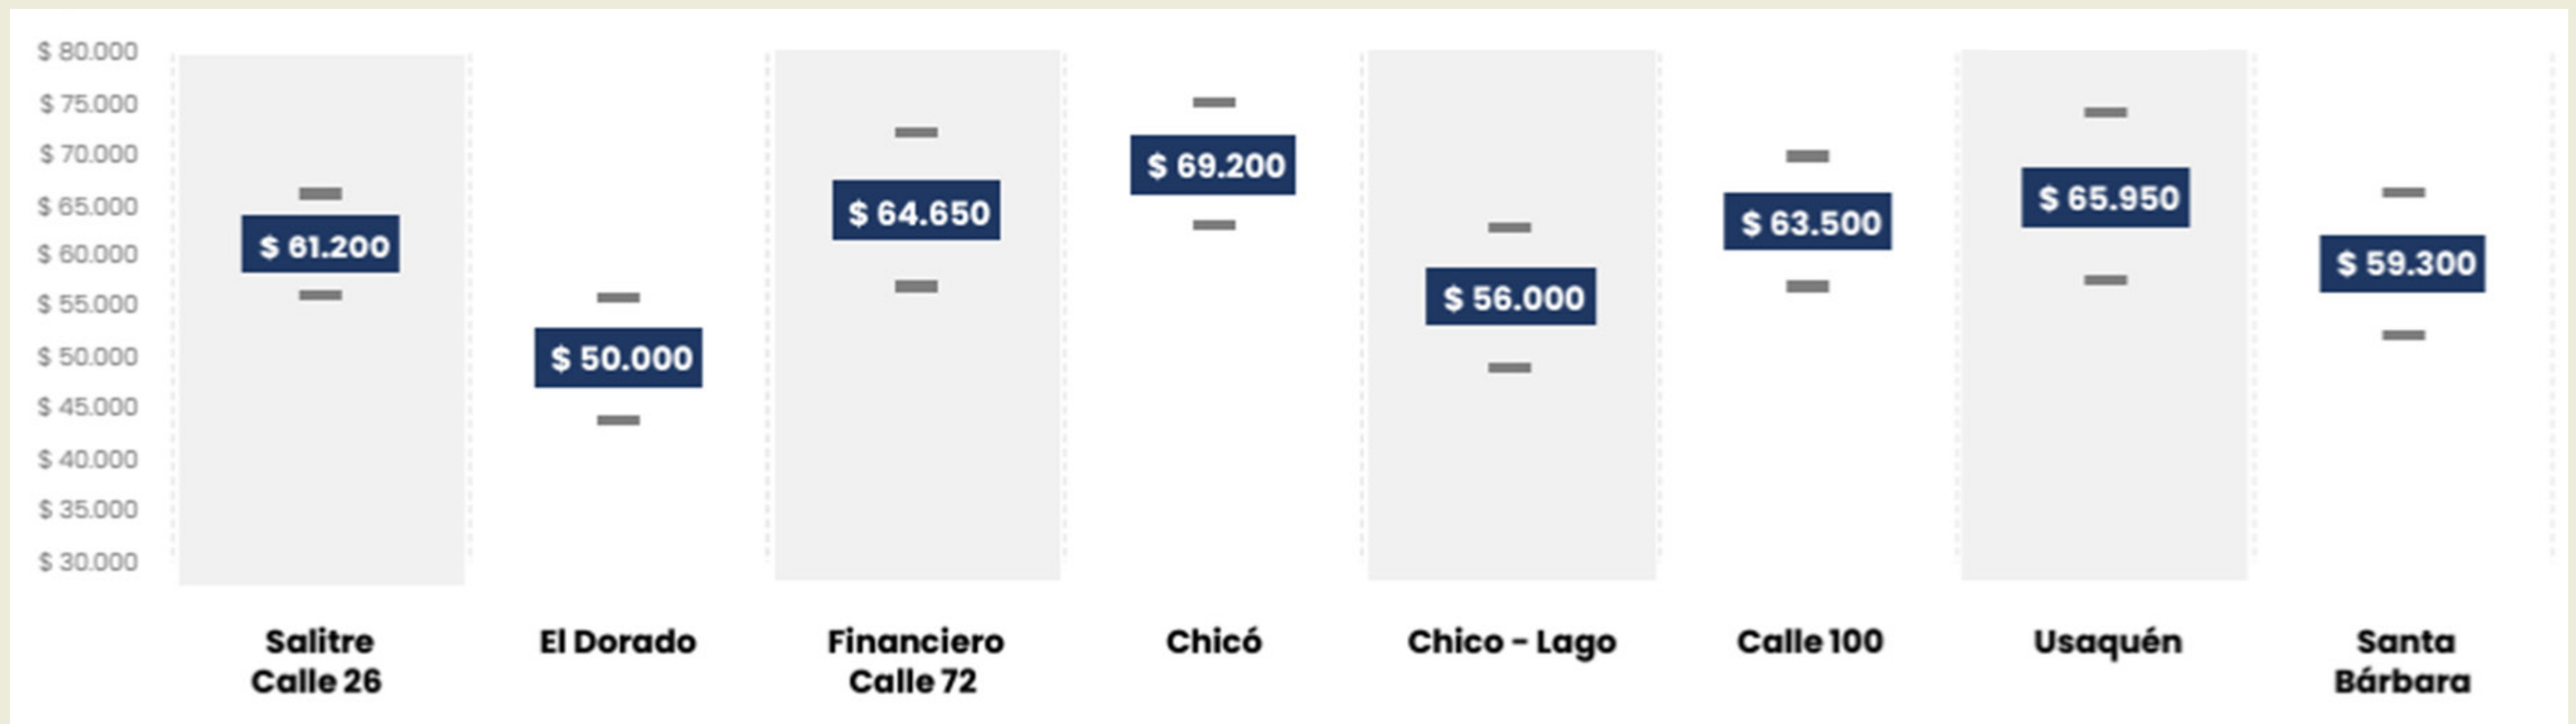 $ 80.000
$ 75.000
$ 70.000
$ 65.000
$ 60.000
$ 55.000
$ 50.000
$ 45.000
$ 40.000
$ 35.000
$ 30.000
$ 61.200
$ 50.000
$ 64.650
$ 69.200
$ 56.000
$ 63.500
$ 65.950
$ 59.300
Salitre
Calle 26
El Dorado
Financiero
Calle 72
Chicó
Chico - Lago
Calle 100
Usaquén
Santa
Bárbara